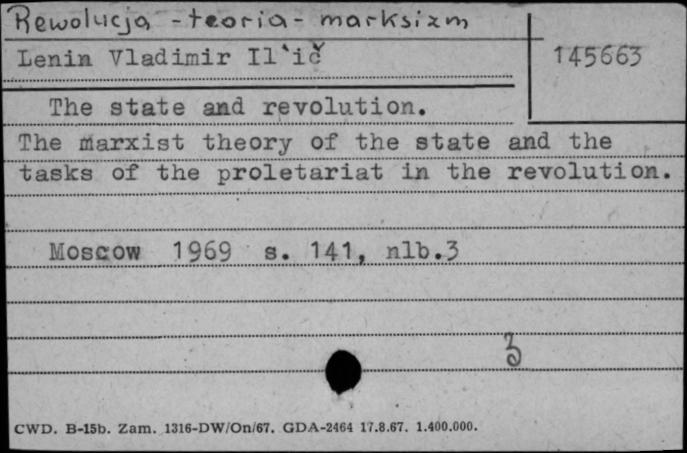 Rewolucja - teoria - marksizm
Lenin Vladimir Il'ič
145663
The state and revolution.
The marxist theory of the state and the
tasks of the proletariat in the revolution.
Moscow 1969 s. 141, nlb.3
3
CWD. B-15b. Zam. 1316-DW/On/67. GDA-2464 17.8.67. 1.400.000.